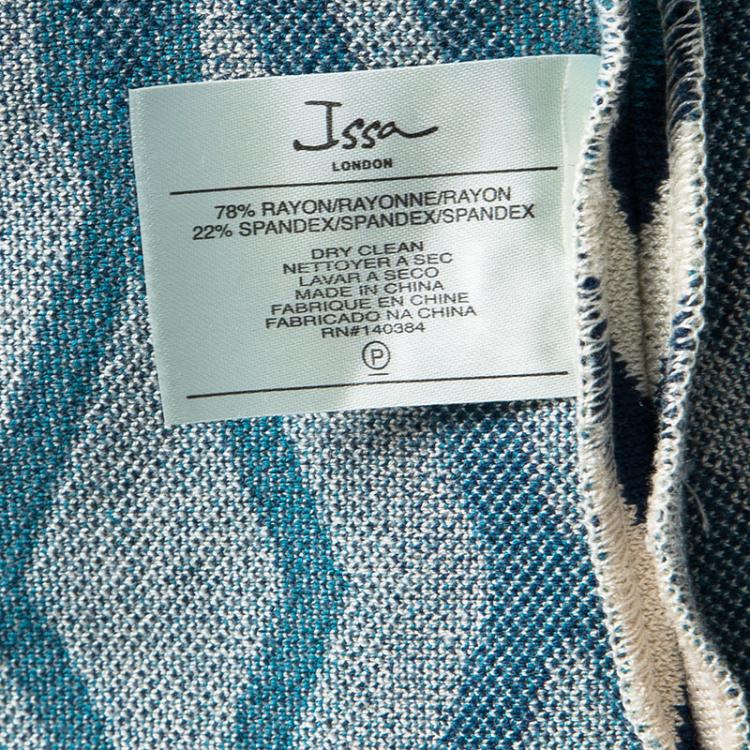 Issa
LONDON
78% RAYON/RAYONNE/RAYON
22% SPANDEX/SPANDEX/SPANDEX
DRY CLEAN
NETTOYER A SEC
LAVAR A SECO
MADE IN CHINA
FABRIQUE EN CHINE
FABRICADO NA CHINA
RN#140384
P